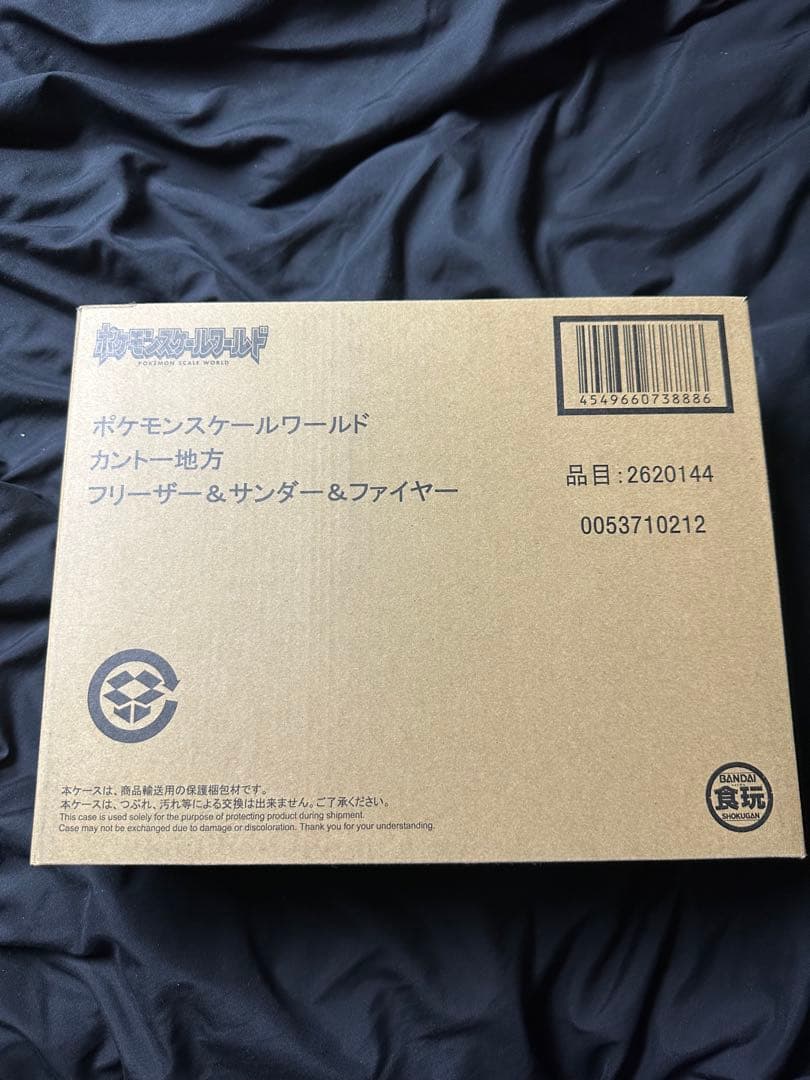 ポケモンスケールワールド
POKÉMON SCALE WORLD
ポケモンスケールワールド
カントー地方
フリーザー＆サンダー＆ファイヤー
4549660738886
品目：2620144
0053710212
本ケースは、商品輸送用の保護梱包材です。
本ケースは、つぶれ、汚れ等による交換は出来ません。ご了承ください。
This case is used solely for the purpose of protecting product during shipment.
Case may not be exchanged due to damage or discoloration. Thank you for your understanding.
BANDAI
食玩
SHOKUGAN